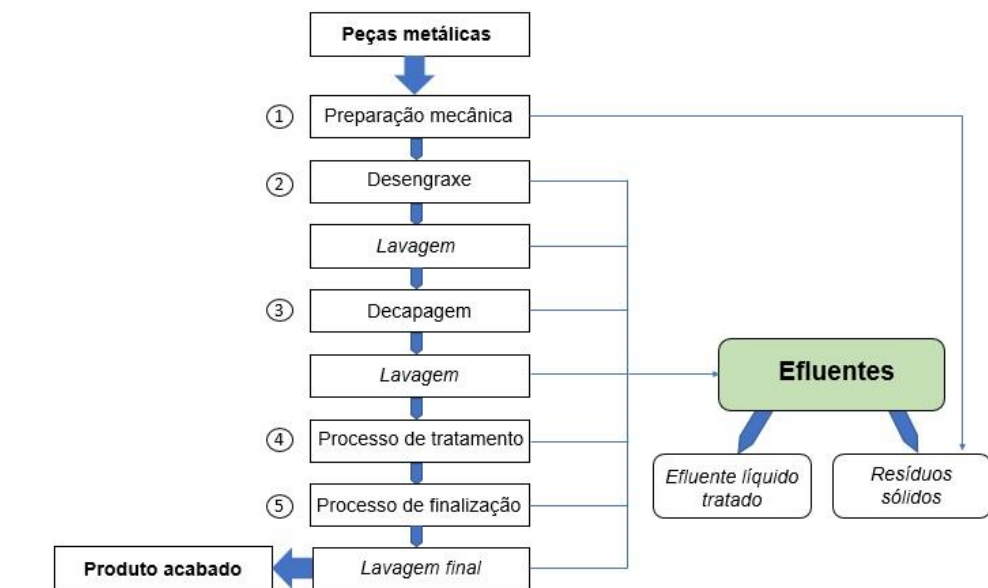 Peças metálicas
1 Preparação mecânica
2 Desengraxe
Lavagem
3 Decapagem
Lavagem
Efluentes
4 Processo de tratamento
Efluente líquido
tratado
Resíduos
sólidos
5 Processo de finalização
Produto acabado
Lavagem final